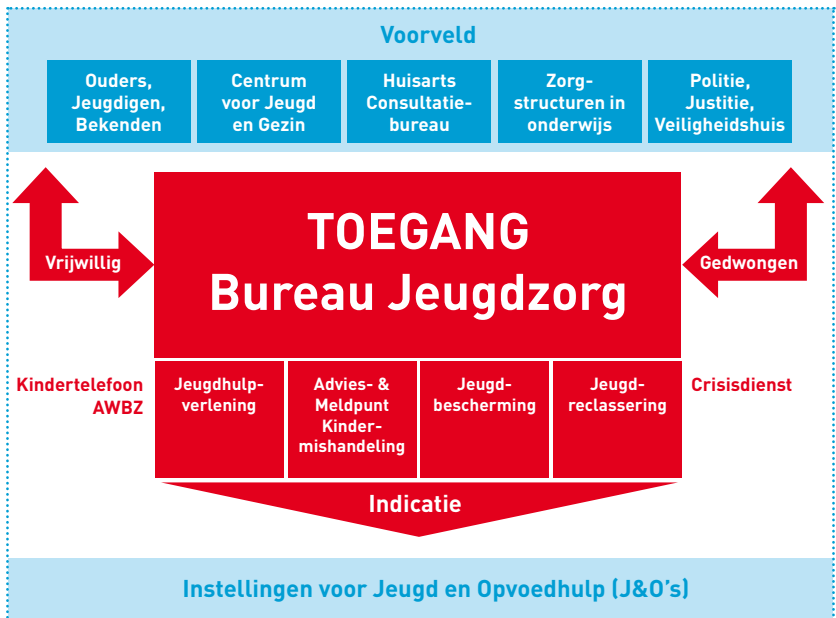 Voorveld
Ouders,
Jeugdigen,
Bekenden
Centrum
voor Jeugd
en Gezin
Huisarts
Consultatie-
bureau
Zorg-
structuren in
onderwijs
Politie,
Justitie,
Veiligheidshuis
Vrijwillig
TOEGANG
Bureau Jeugdzorg
Gedwongen
Kindertelefoon
AWBZ
Jeugdhulp-
verlening
Advies- &
Meldpunt
Kinder-
mishandeling
Jeugd-
bescherming
Jeugd-
reclassering
Crisisdienst
Indicatie
Instellingen voor Jeugd en Opvoedhulp (J&O's)